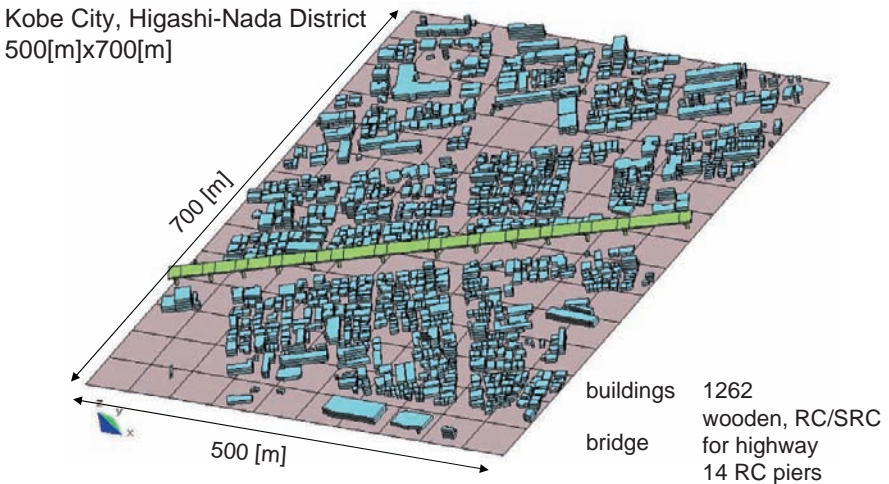 Kobe City, Higashi-Nada District
500[m]x700[m]
700 [m]
z
y
x
500 [m]
buildings 1262
wooden, RC/SRC
bridge for highway
14 RC piers